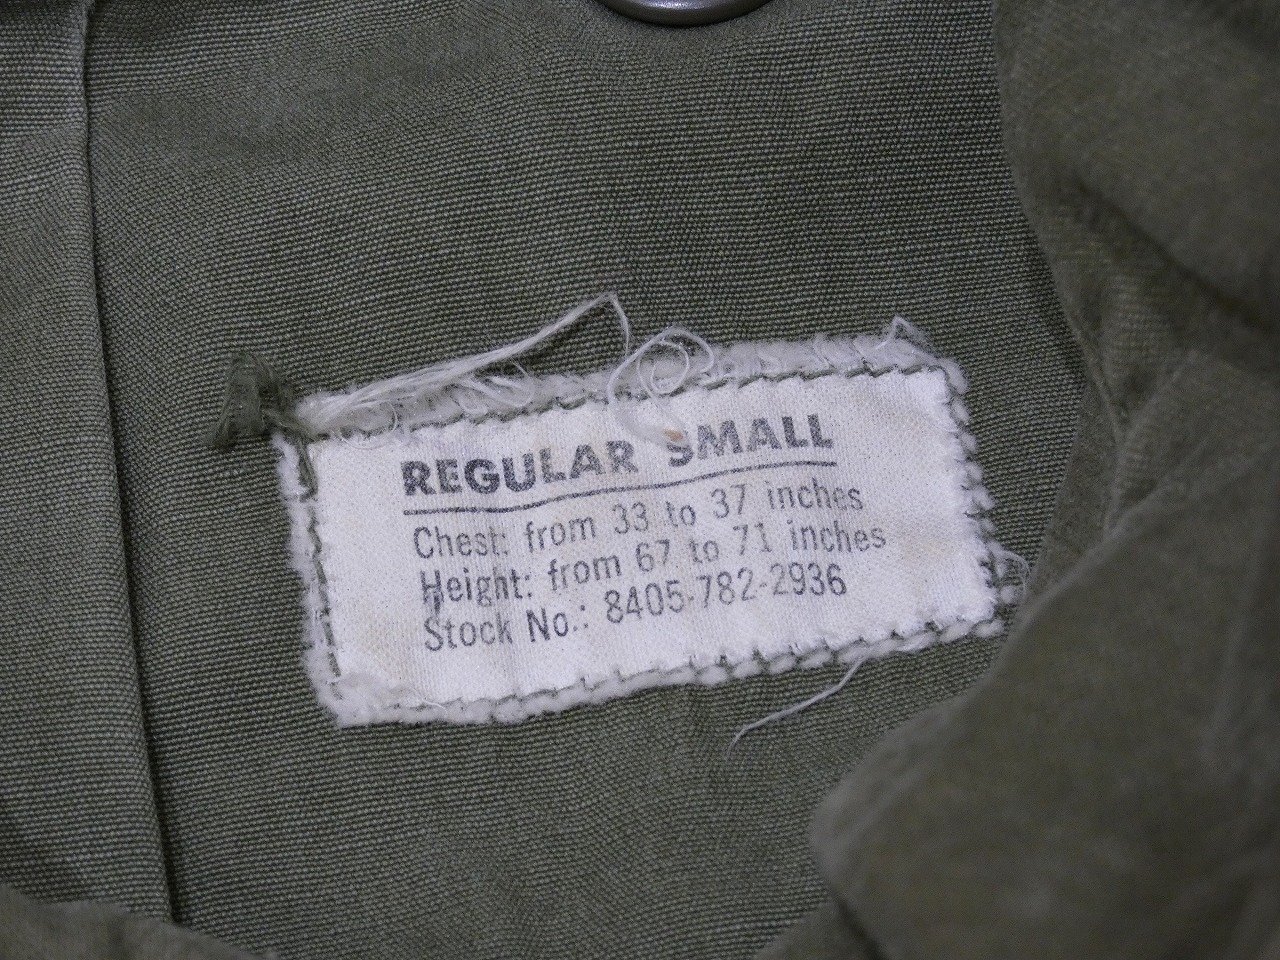 REGULAR SMALL
Chest: from 33 to 37 inches
Height: from 67 to 71 inches
Stock No.: 8405-782-2936